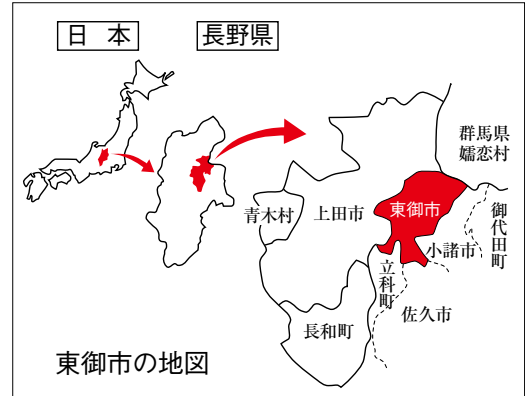 日本
長野県
群馬県
嬬恋村
東御市
青木村
上田市
御代田町
小諸市
立科町
佐久市
長和町
東御市の地図